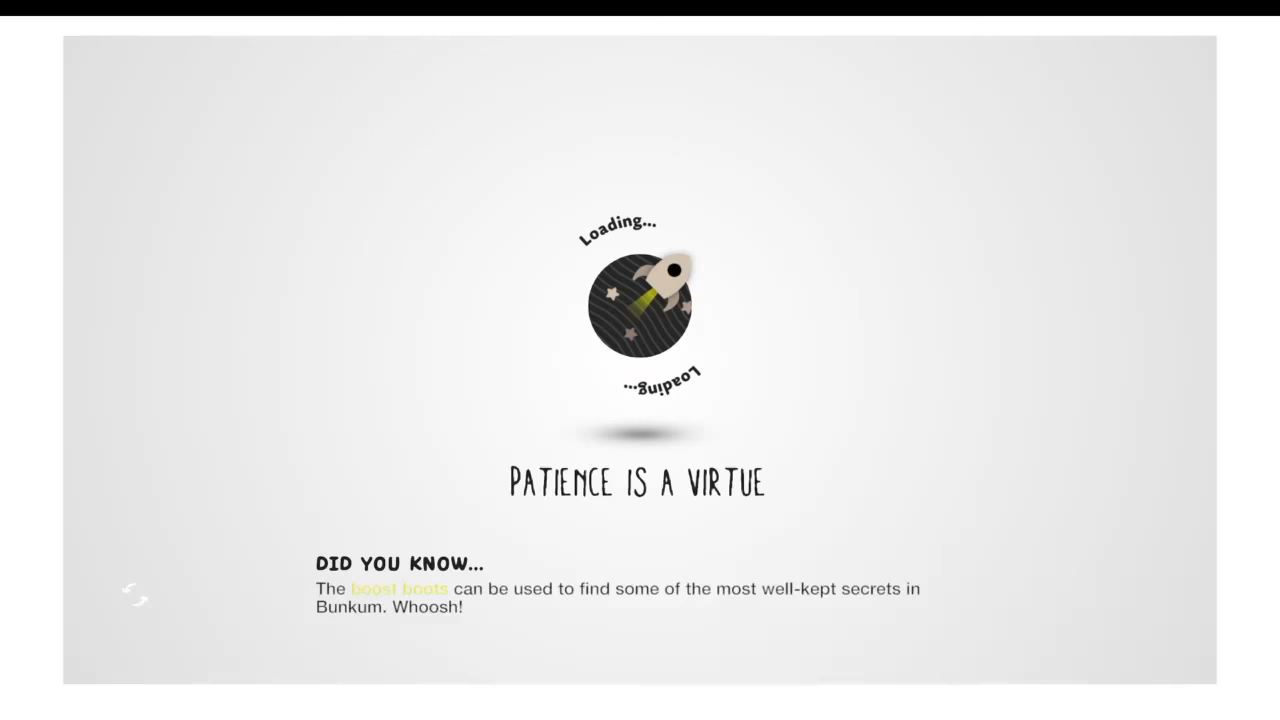 Loading...
Loading...
PATIENCE IS A VIRTUE
DID YOU KNOW...
The boost boots can be used to find some of the most well-kept secrets in
Bunkum. Whoosh!